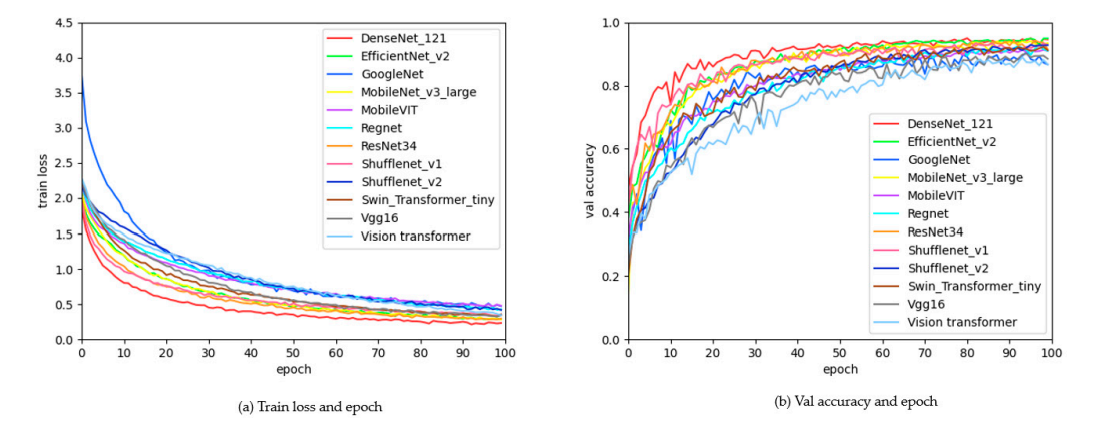 4.5
4.0
3.5
3.0
2.5
2.0
1.5
1.0
0.5
0.0
train loss
0 10 20 30 40 50 60 70 80 90 100
epoch
DenseNet_121
EfficientNet_v2
GoogleNet
MobileNet_v3_large
MobileVIT
Regnet
ResNet34
Shufflenet_v1
Shufflenet_v2
Swin_Transformer_tiny
Vgg16
Vision transformer
(a) Train loss and epoch
1.0
0.8
0.6
0.4
0.2
0.0
val accuracy
0 10 20 30 40 50 60 70 80 90 100
epoch
DenseNet_121
EfficientNet_v2
GoogleNet
MobileNet_v3_large
MobileVIT
Regnet
ResNet34
Shufflenet_v1
Shufflenet_v2
Swin_Transformer_tiny
Vgg16
Vision transformer
(b) Val accuracy and epoch